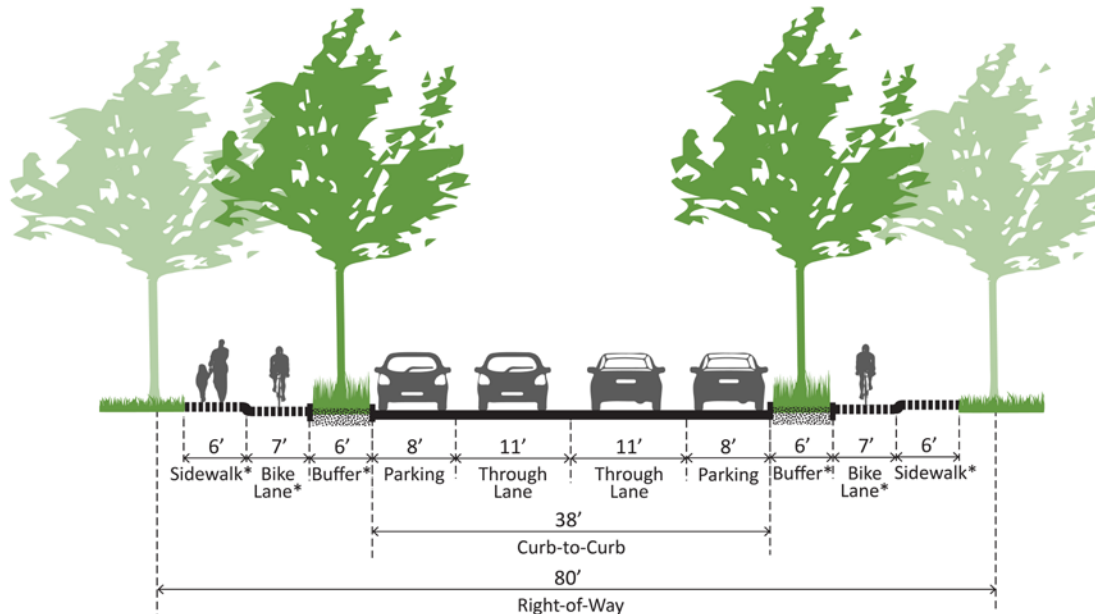 6’ 7’ 6’ 8’ 11’ 11’ 8’ 6’ 7’ 6’
Sidewalk* Bike Buffer* Parking Through Through Parking Buffer* Bike Sidewalk*
Lane* Lane Lane Lane*
38’
Curb-to-Curb
80’
Right-of-Way